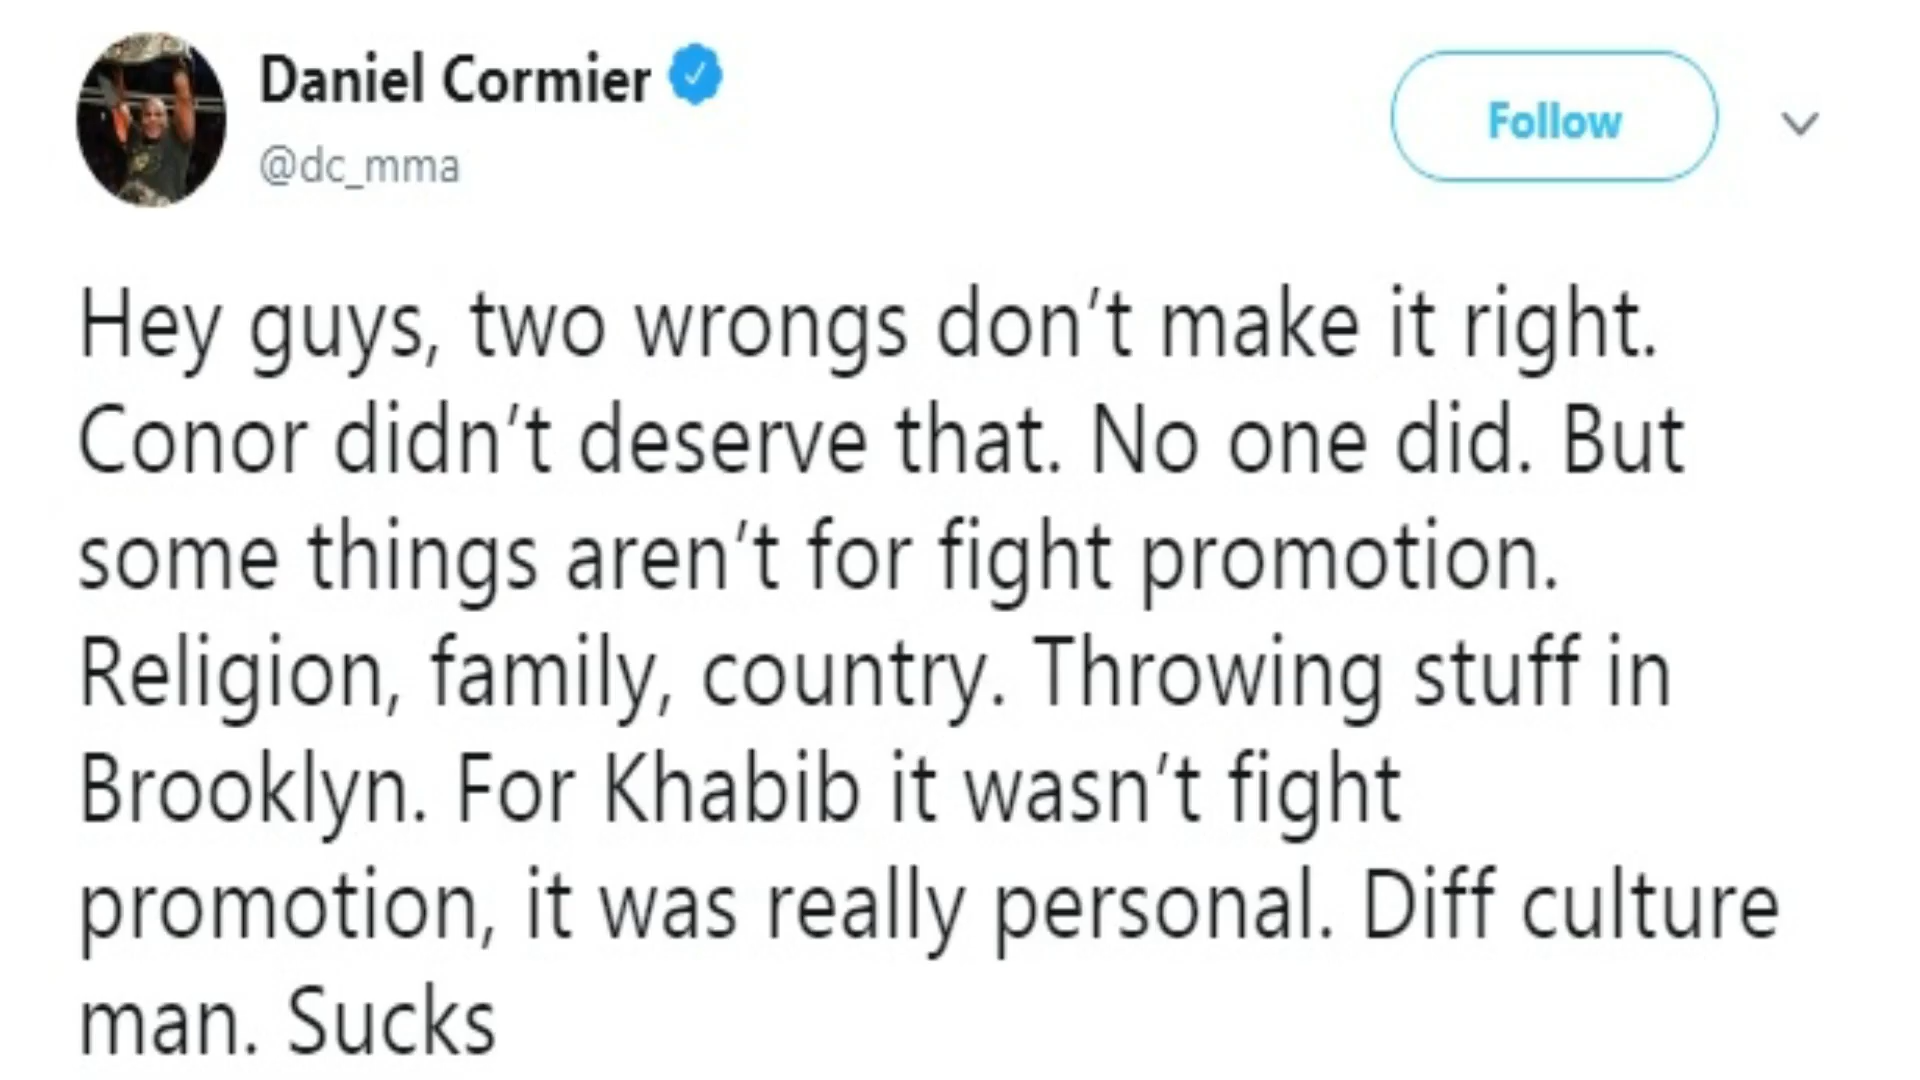 Daniel Cormier
@dc_mma
Follow
Hey guys, two wrongs don’t make it right.
Conor didn’t deserve that. No one did. But
some things aren’t for fight promotion.
Religion, family, country. Throwing stuff in
Brooklyn. For Khabib it wasn’t fight
promotion, it was really personal. Diff culture
man. Sucks